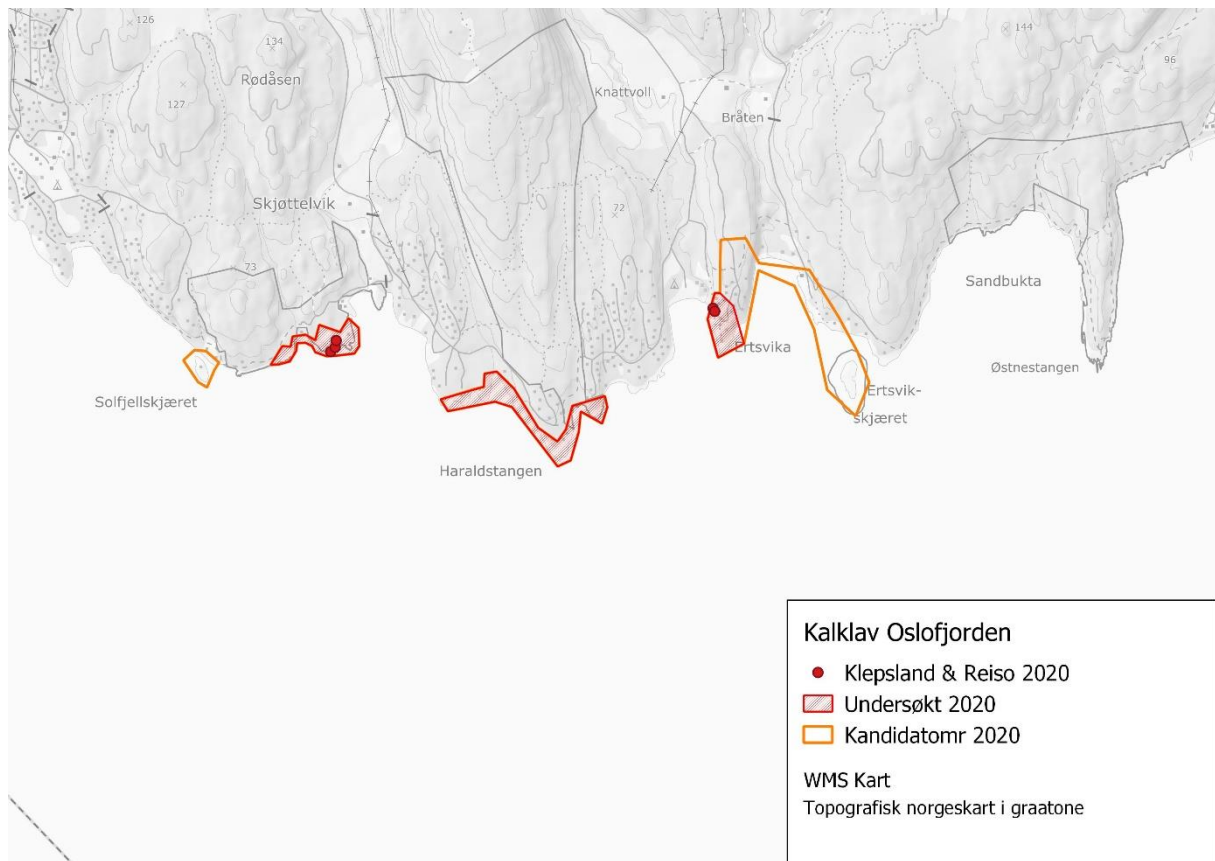 126
134
144
Rødåsen
96
127
Knattvoll
Bråten
Skjøttelvik
72
73
Sandbukta
Ertsvika
Østnestangen
Solfjellskjæret
Ertsvik-
skjæret
Haraldstangen
Kalklav Oslofjorden
Klepsland & Reiso 2020
Undersøkt 2020
Kandidatomr 2020
WMS Kart
Topografisk norgeskart i graatone